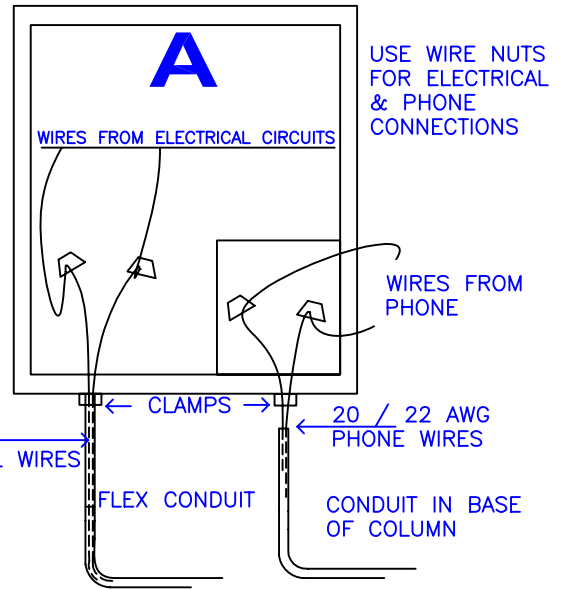 A
USE WIRE NUTS
FOR ELECTRICAL
& PHONE
CONNECTIONS
WIRES FROM ELECTRICAL CIRCUITS
WIRES FROM
PHONE
CLAMPS
20 / 22 AWG
PHONE WIRES
WIRES
FLEX CONDUIT
CONDUIT IN BASE
OF COLUMN